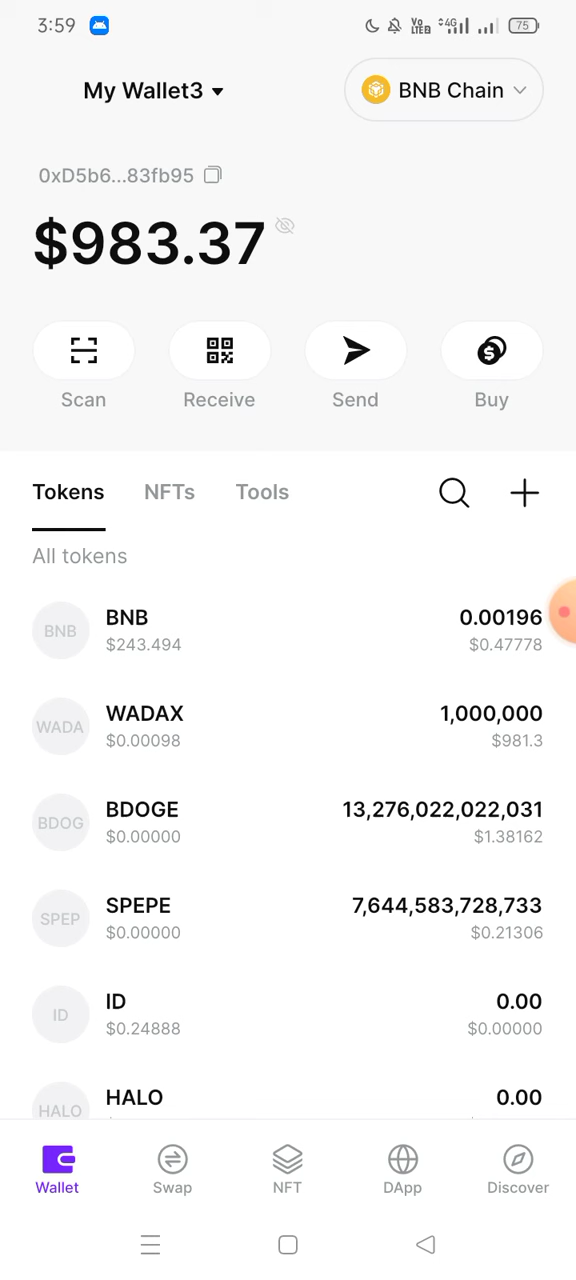 3:59
Vo
LTE2
4G
75
My Wallet3
BNB Chain
0xD5b6...83fb95
$983.37
Scan
Receive
Send
Buy
Tokens
NFTs
Tools
All tokens
BNB
BNB
0.00196
$243.494
$0.47778
WADA
WADAX
1,000,000
$0.00098
$981.3
BDOG
BDOGE
13,276,022,022,031
$0.00000
$1.38162
SPEP
SPEPE
7,644,583,728,733
$0.00000
$0.21306
ID
ID
0.00
$0.24888
$0.00000
HALO
HALO
0.00
Wallet
Swap
NFT
DApp
Discover